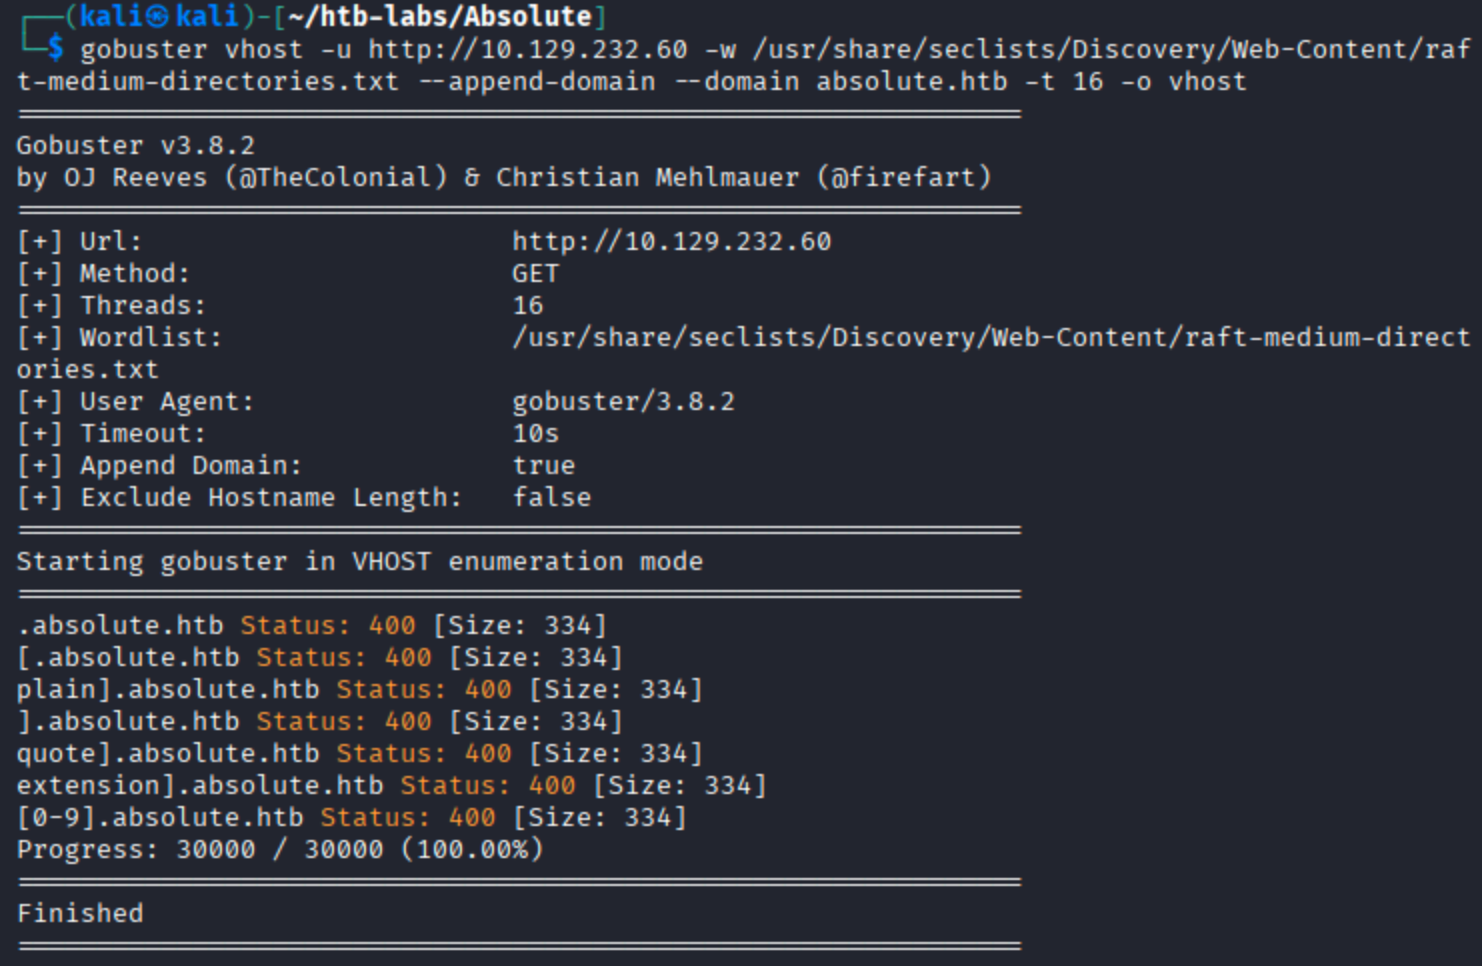 ┌──(kali㉿kali)-[~/htb-labs/Absolute]
└─$ gobuster vhost -u http://10.129.232.60 -w /usr/share/seclists/Discovery/Web-Content/raf
t-medium-directories.txt --append-domain --domain absolute.htb -t 16 -o vhost
===============================================================
Gobuster v3.8.2
by OJ Reeves (@TheColonial) & Christian Mehlmauer (@firefart)
===============================================================
[+] Url:                       http://10.129.232.60
[+] Method:                    GET
[+] Threads:                   16
[+] Wordlist:                  /usr/share/seclists/Discovery/Web-Content/raft-medium-direct
ories.txt
[+] User Agent:                gobuster/3.8.2
[+] Timeout:                   10s
[+] Append Domain:             true
[+] Exclude Hostname Length:   false
===============================================================
Starting gobuster in VHOST enumeration mode
===============================================================
.absolute.htb Status: 400 [Size: 334]
[.absolute.htb Status: 400 [Size: 334]
plain].absolute.htb Status: 400 [Size: 334]
].absolute.htb Status: 400 [Size: 334]
quote].absolute.htb Status: 400 [Size: 334]
extension].absolute.htb Status: 400 [Size: 334]
[0-9].absolute.htb Status: 400 [Size: 334]
Progress: 30000 / 30000 (100.00%)
===============================================================
Finished
===============================================================